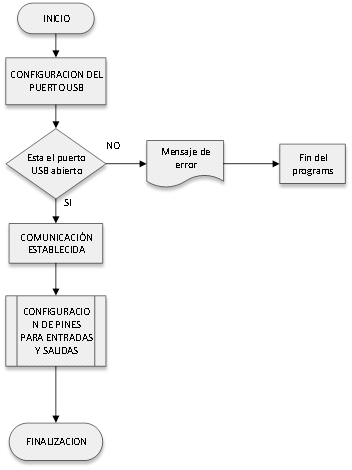 INICIO
CONFIGURACION DEL
PUERTO USB
Esta el puerto
USB abierto
NO
Mensaje de
error
Fin del
programs
SI
COMUNICACIÓN
ESTABLECIDA
CONFIGURACIO
N DE PINES
PARA ENTRADAS
Y SALIDAS
FINALIZACION